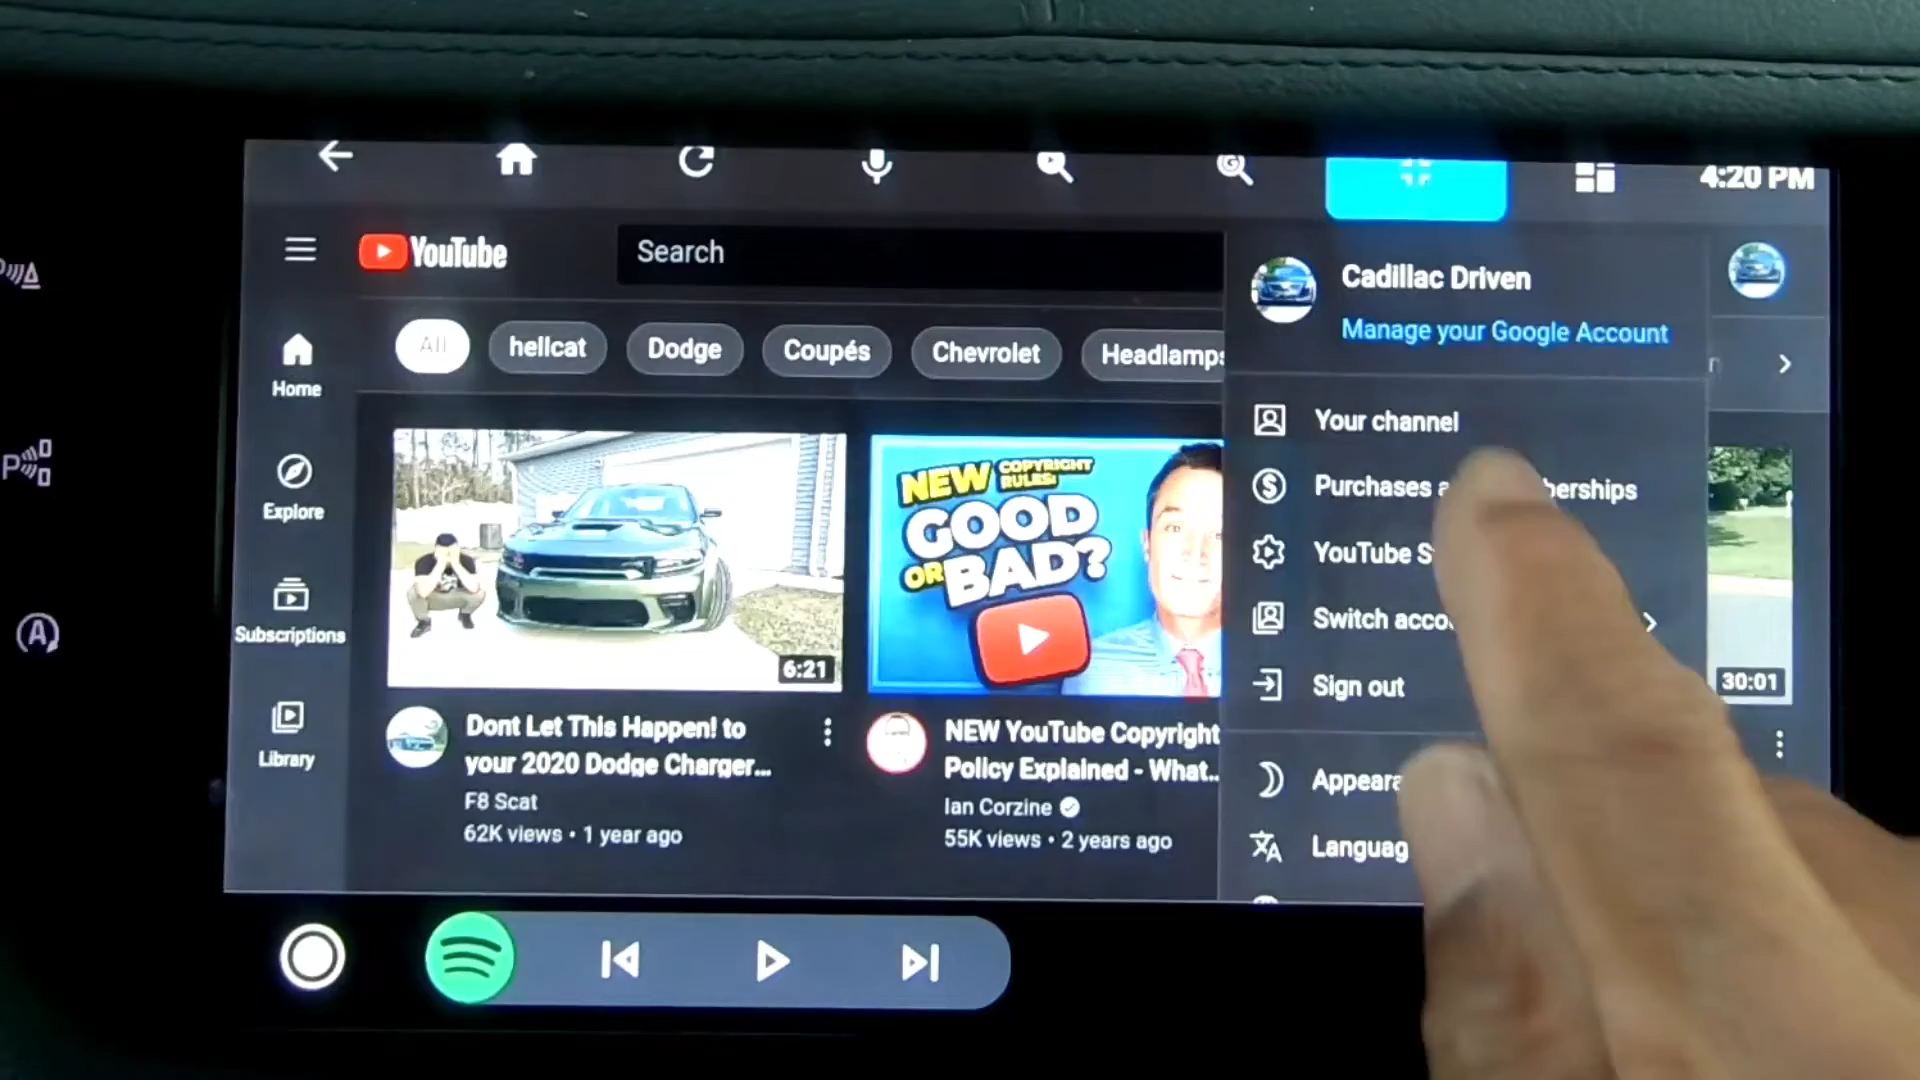 4:20 PM
YouTube
Search
Cadillac Driven
Manage your Google Account
All
hellcat
Dodge
Coupés
Chevrolet
Headlamps
Home
Explore
Subscriptions
Library
Your channel
Purchases
berships
YouTube S
Switch acco
Sign out
Appeara
Languag
6:21
NEW COPYRIGHT
RULES:
GOOD
OR BAD?
30:01
Dont Let This Happen! to
your 2020 Dodge Charger...
F8 Scat
62K views • 1 year ago
NEW YouTube Copyright
Policy Explained - What...
Ian Corzine
55K views • 2 years ago
P
A